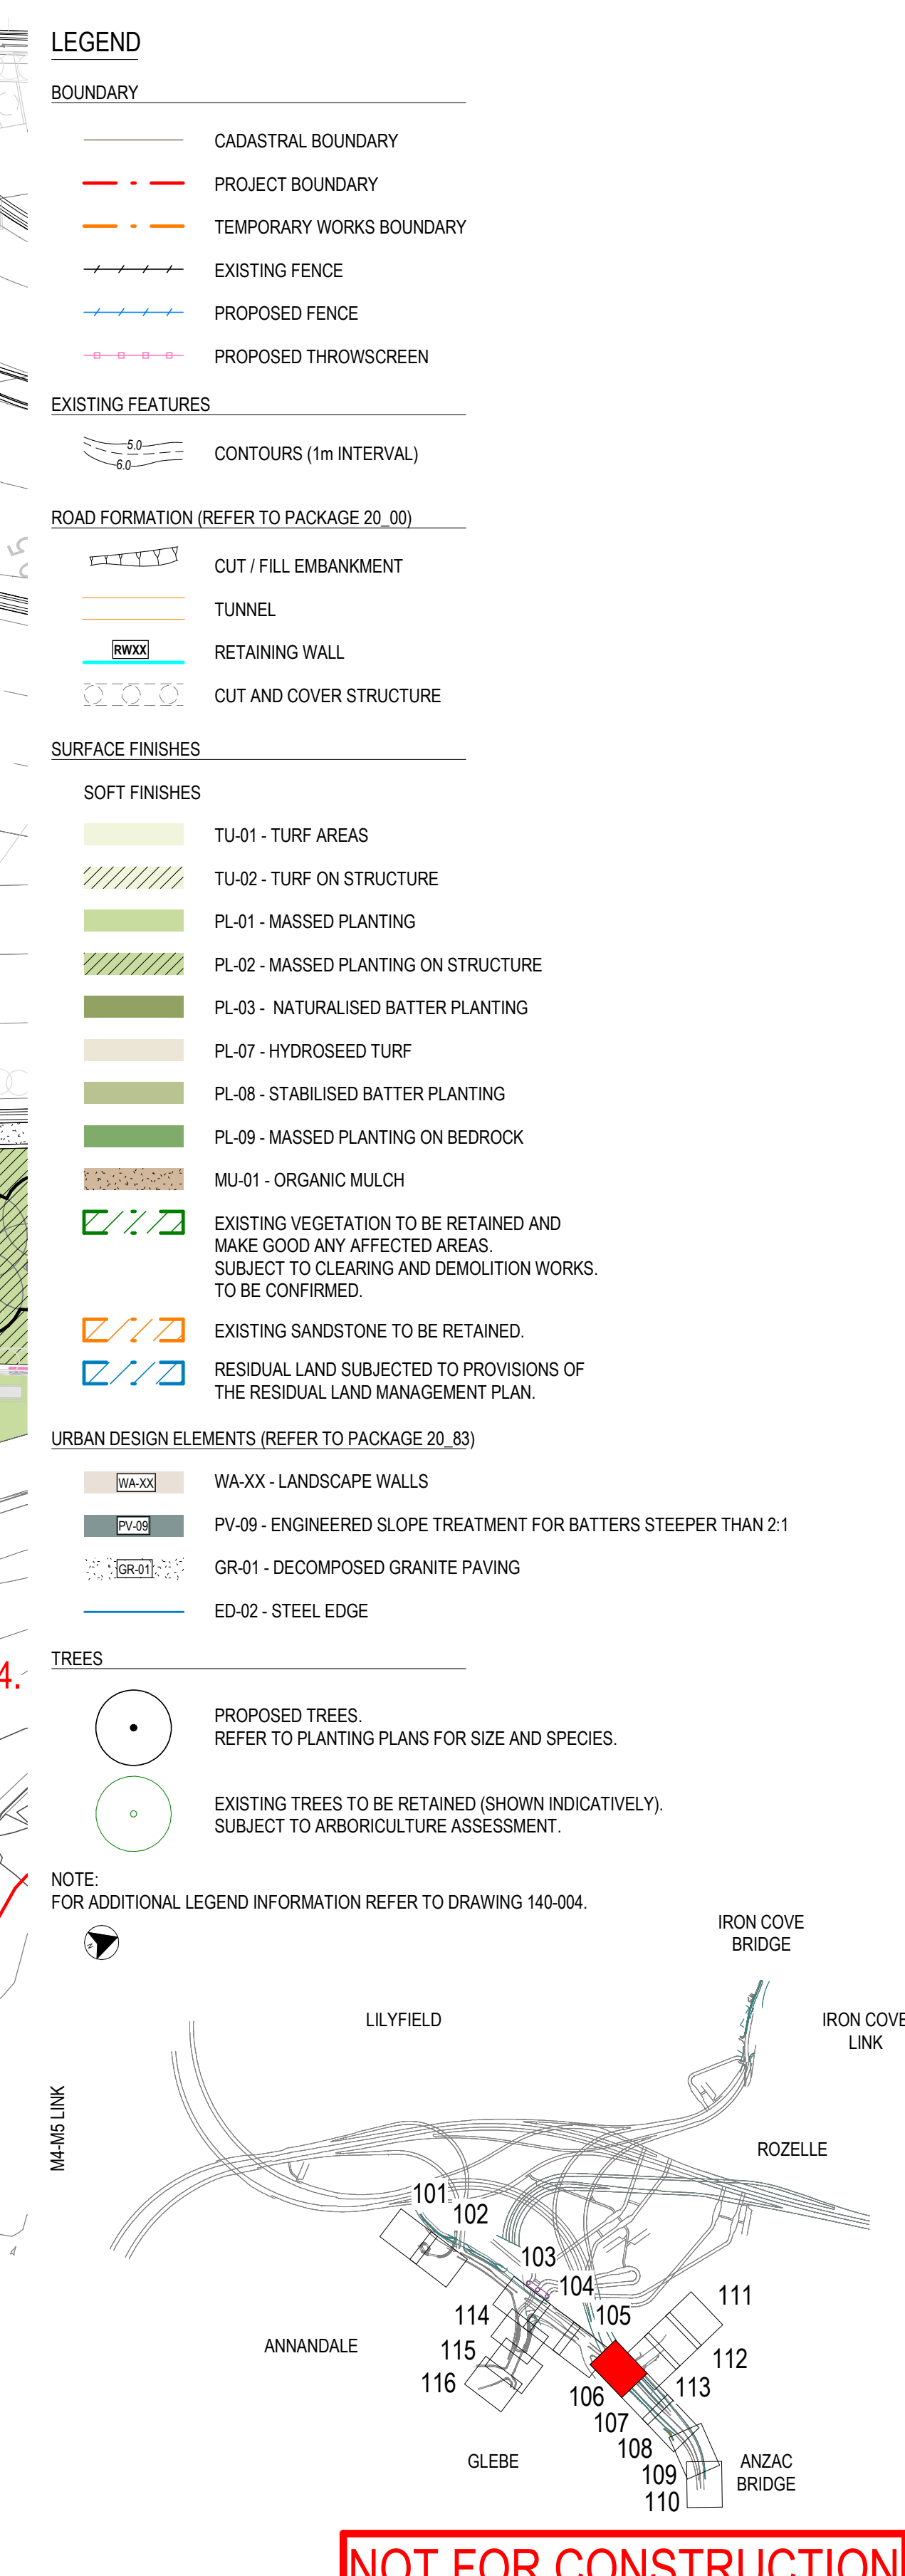 LEGEND
BOUNDARY
CADASTRAL BOUNDARY
PROJECT BOUNDARY
TEMPORARY WORKS BOUNDARY
EXISTING FENCE
PROPOSED FENCE
PROPOSED THROWSCREEN
EXISTING FEATURES
5.0
6.0
CONTOURS (1m INTERVAL)
ROAD FORMATION (REFER TO PACKAGE 20_00)
CUT / FILL EMBANKMENT
TUNNEL
RWXX
RETAINING WALL
CUT AND COVER STRUCTURE
SURFACE FINISHES
SOFT FINISHES
TU-01 - TURF AREAS
TU-02 - TURF ON STRUCTURE
PL-01 - MASSED PLANTING
PL-02 - MASSED PLANTING ON STRUCTURE
PL-03 - NATURALISED BATTER PLANTING
PL-07 - HYDROSEED TURF
PL-08 - STABILISED BATTER PLANTING
PL-09 - MASSED PLANTING ON BEDROCK
MU-01 - ORGANIC MULCH
EXISTING VEGETATION TO BE RETAINED AND
MAKE GOOD ANY AFFECTED AREAS.
SUBJECT TO CLEARING AND DEMOLITION WORKS.
TO BE CONFIRMED.
EXISTING SANDSTONE TO BE RETAINED.
RESIDUAL LAND SUBJECTED TO PROVISIONS OF
THE RESIDUAL LAND MANAGEMENT PLAN.
URBAN DESIGN ELEMENTS (REFER TO PACKAGE 20_83)
WA-XX
WA-XX - LANDSCAPE WALLS
PV-09
PV-09 - ENGINEERED SLOPE TREATMENT FOR BATTERS STEEPER THAN 2:1
GR-01
GR-01 - DECOMPOSED GRANITE PAVING
ED-02 - STEEL EDGE
TREES
4.
PROPOSED TREES.
REFER TO PLANTING PLANS FOR SIZE AND SPECIES.
EXISTING TREES TO BE RETAINED (SHOWN INDICATIVELY).
SUBJECT TO ARBORICULTURE ASSESSMENT.
NOTE:
FOR ADDITIONAL LEGEND INFORMATION REFER TO DRAWING 140-004.
N
IRON COVE
BRIDGE
LILYFIELD
IRON COVE
LINK
M4-M5 LINK
ROZELLE
101
102
103
104
105
111
114
ANNANDALE
115
112
116
113
106
107
108
GLEBE
ANZAC
BRIDGE
109
110
4
NOT FOR CONSTRUCTION